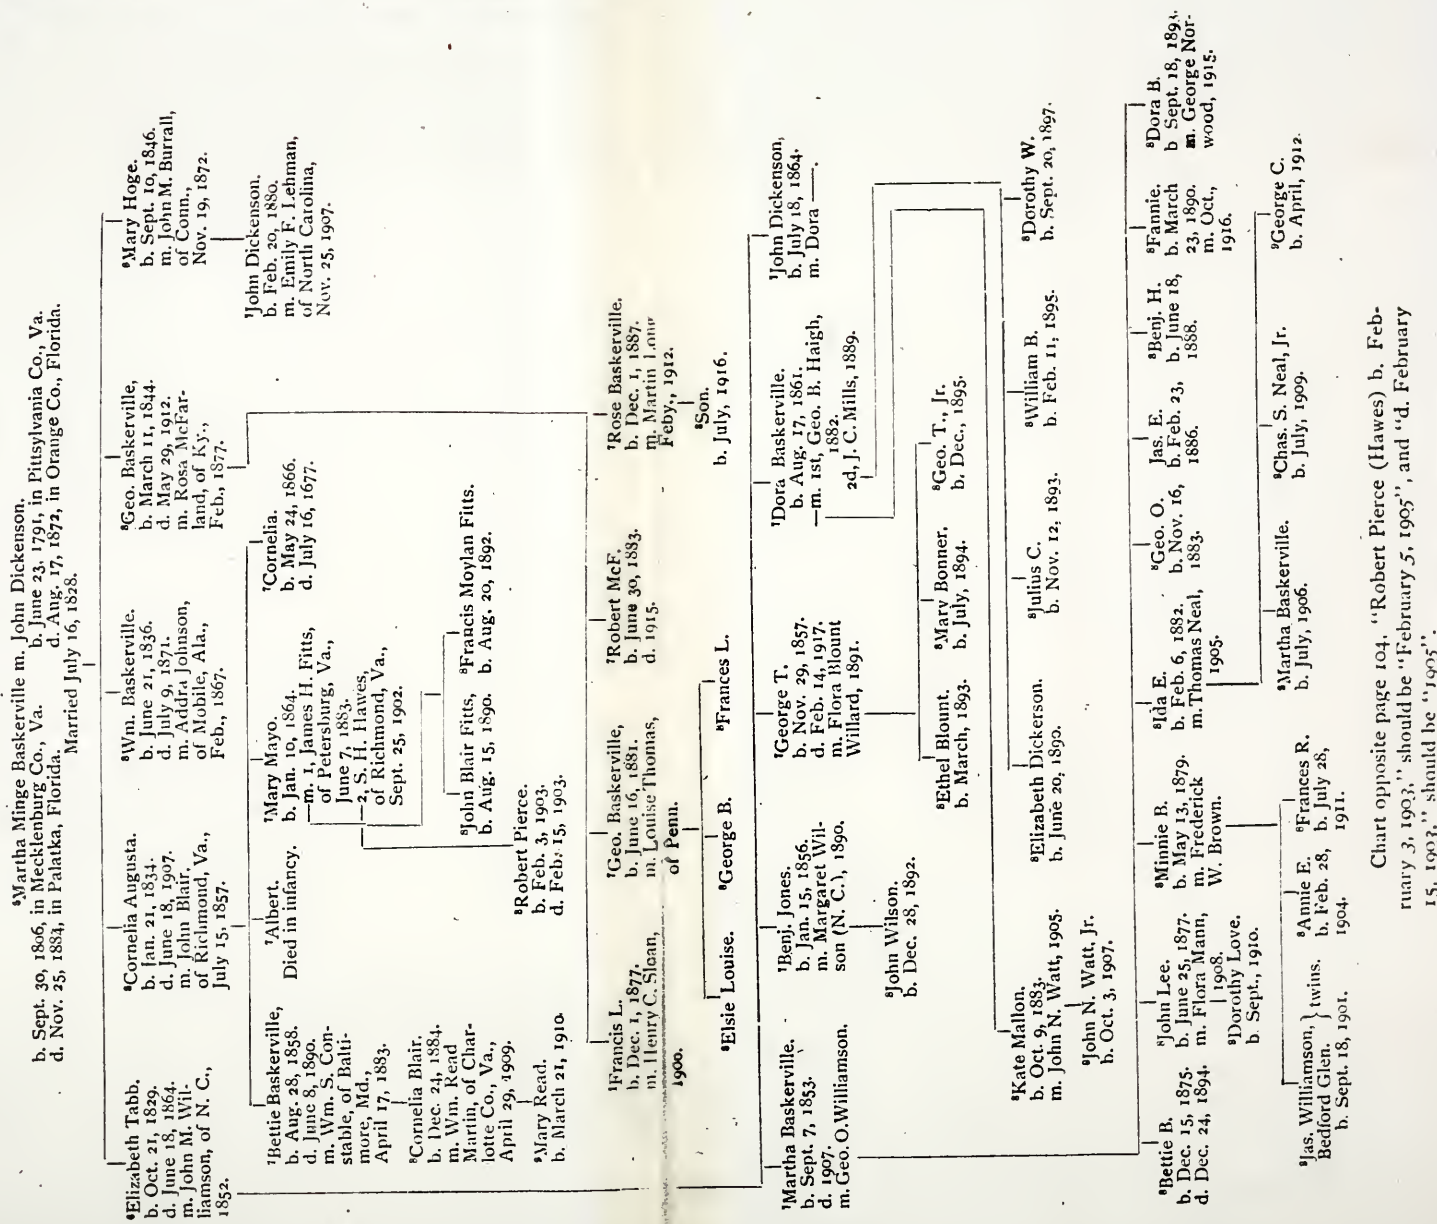 ⁵Martha Minge Baskerville m. John Dickenson.
b. Sept. 30, 1806, in Mecklenburg Co., Va. b. June 23, 1791, in Pittsylvania Co., Va.
d. Nov. 25, 1884, in Palatka, Florida. d. Aug. 17, 1872, in Orange Co., Florida.
Married July 16, 1828.
⁶Elizabeth Tabb.
b. Oct. 21, 1829.
d. June 18, 1864.
m. John M. Wil-
liamson, of N. C.,
1852.
⁶Cornelia Augusta.
b. Jan. 21, 1834.
d. June 18, 1907.
m. John Blair,
of Richmond, Va.,
July 15, 1857.
⁶Wm. Baskerville.
b. June 21, 1836.
d. July 9, 1871.
m. Addra Johnson,
of Mobile, Ala.,
Feb., 1867.
⁶Geo. Baskerville,
b. March 11, 1844.
d. May 29, 1912.
m. Rosa McFar-
land, of Ky.,
Feb., 1877.
⁶Mary Hoge.
b. Sept. 10, 1846.
m. John M. Burrall,
of Conn.,
Nov. 19, 1872.
⁷John Dickenson.
b. Feb. 20, 1880.
m. Emily F. Lehman,
of North Carolina,
Nov. 25, 1907.
⁷Bettie Baskerville,
b. Aug. 28, 1858.
d. June 8, 1890.
m. Wm. S. Con-
stable, of Balti-
more, Md.,
April 17, 1883.
⁷Albert.
Died in infancy.
⁷Mary Mayo.
b. Jan. 10, 1864.
—m. 1, James H. Fitts,
of Petersburg, Va.,
June 7, 1883.
—2, S. H. Hawes,
of Richmond, Va.,
Sept. 25, 1902.
⁷Cornelia.
b. May 24, 1866.
d. July 16, 1677.
⁸Cornelia Blair.
b. Dec. 24, 1884.
m. Wm. Read
Martin, of Char-
lotte Co., Va.,
April 29, 1909.
⁹Mary Read.
b. March 21, 1910.
⁸John Blair Fitts,
b. Aug. 15, 1890.
⁸Francis Moylan Fitts.
b. Aug. 20, 1892.
⁸Robert Pierce.
b. Feb. 3, 1903.
d. Feb. 15, 1903.
⁷Francis L.
b. Dec. 1, 1877.
m. Henry C. Sloan,
1900.
⁷Geo. Baskerville,
b. June 16, 1881.
m. Louise Thomas,
of Penn.
⁷Robert McF.
b. June 30, 1883.
d. 1915.
⁷Rose Baskerville.
b. Dec. 1, 1887.
m. Martin Long
Feby., 1912.
⁸Son.
b. July, 1916.
⁸Elsie Louise.
⁸George B.
⁸Frances L.
⁷Martha Baskerville.
b. Sept. 7, 1853.
d. 1907.
m. Geo. O. Williamson.
⁷Benj. Jones.
b. Jan. 15, 1856.
m. Margaret Wil-
son (N. C.), 1890.
⁷George T.
b. Nov. 29, 1857.
d. Feb. 14, 1917.
m. Flora Blount
Willard, 1891.
⁷Dora Baskerville.
b. Aug. 17, 1861.
—m. 1st, Geo. B. Haigh,
1882.
2d, J. C. Mills, 1889.
⁷John Dickenson,
b. July 18, 1864.
m. Dora ——.
⁸John Wilson.
b. Dec. 28, 1892.
⁸Ethel Blount.
b. March, 1893.
⁸Mary Bonner.
b. July, 1894.
⁸Geo. T., Jr.
b. Dec., 1895.
⁸Kate Mallon.
b. Oct. 9, 1883.
m. John N. Watt, 1905.
⁹John N. Watt, Jr.
b. Oct. 3, 1907.
⁸Elizabeth Dickerson.
b. June 20, 1890.
⁸Julius C.
b. Nov. 12, 1893.
⁸William B.
b. Feb. 11, 1895.
⁸Dorothy W.
b. Sept. 20, 1897.
⁸Bettie B.
b. Dec. 15, 1875.
d. Dec. 24, 1894.
⁸John Lee.
b. June 25, 1877.
m. Flora Mann,
1908.
⁹Dorothy Love.
b. Sept., 1910.
⁸Minnie B.
b. May 13, 1879.
m. Frederick
W. Brown.
⁸Ida E.
b. Feb. 6, 1882.
m. Thomas Neal,
1905.
⁸Geo. O.
b. Nov. 16,
1883.
Jas. E.
b. Feb. 23,
1886.
⁸Benj. H.
b. June 18,
1888.
⁸Fannie.
b. March
23, 1890.
m. Oct.,
1916.
⁸Dora B.
b Sept. 18, 1893.
m. George Nor-
wood, 1915.
⁹Jas. Williamson, } twins.
Bedford Glen.
b. Sept. 18, 1901.
⁹Annie E.
b. Feb. 28,
1904.
⁹Frances R.
b. July 28,
1911.
⁹Martha Baskerville.
b. July, 1906.
⁹Chas. S. Neal, Jr.
b. July, 1909.
⁹George C.
b. April, 1912.
Chart opposite page 104. "Robert Pierce (Hawes) b. Feb-
ruary 3, 1903," should be "February 5, 1905", and "d. February
15, 1903," should be "1905".